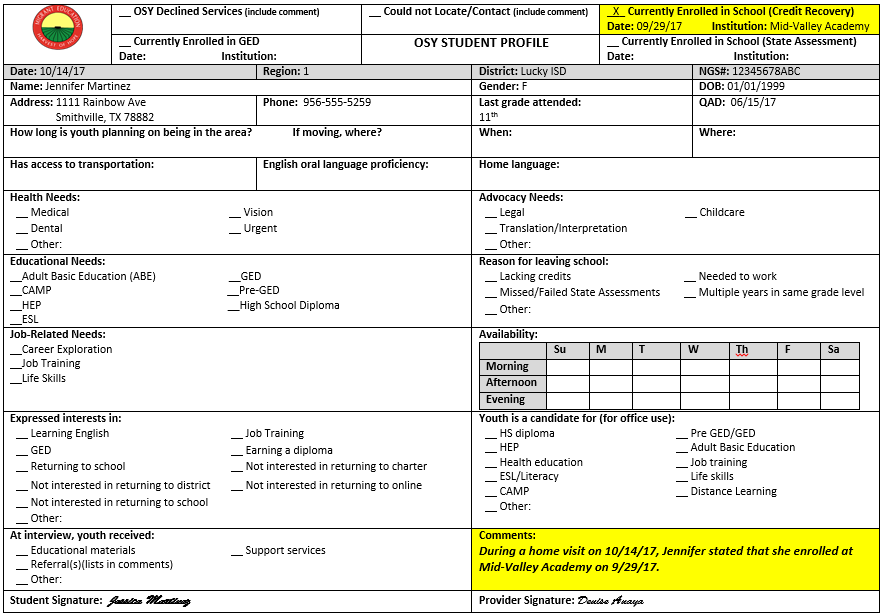 MIGRANT EDUCATION
HARVEST OF HOPE
__ OSY Declined Services (include comment)
__ Could not Locate/Contact (include comment)
_X_ Currently Enrolled in School (Credit Recovery)
Date: 09/29/17 Institution: Mid-Valley Academy
__ Currently Enrolled in GED
Date: Institution:
OSY STUDENT PROFILE
__ Currently Enrolled in School (State Assessment)
Date: Institution:
Date: 10/14/17 Region: 1 District: Lucky ISD NGS#: 12345678ABC
Name: Jennifer Martinez Gender: F DOB: 01/01/1999
Address: 1111 Rainbow Ave
Smithville, TX 78882
Phone: 956-555-5259
Last grade attended:
11th
QAD: 06/15/17
How long is youth planning on being in the area? If moving, where? When: Where:
Has access to transportation: English oral language proficiency: Home language:
Health Needs:
__ Medical __ Vision
__ Dental __ Urgent
__ Other:
Advocacy Needs:
__ Legal __ Childcare
__ Translation/Interpretation
__ Other:
Educational Needs:
__Adult Basic Education (ABE) __GED
__CAMP __Pre-GED
__HEP __High School Diploma
__ESL
Reason for leaving school:
__ Lacking credits __ Needed to work
__ Missed/Failed State Assessments __ Multiple years in same grade level
__ Other:
Job-Related Needs:
__Career Exploration
__Job Training
__Life Skills
Availability:
Su M T W Th F Sa
Morning
Afternoon
Evening
Expressed interests in:
__ Learning English __ Job Training
__ GED __ Earning a diploma
__ Returning to school __ Not interested in returning to charter
__ Not interested in returning to district __ Not interested in returning to online
__ Not interested in returning to school
__ Other:
Youth is a candidate for (for office use):
__ HS diploma __ Pre GED/GED
__ HEP __ Adult Basic Education
__ Health education __ Job training
__ ESL/Literacy __ Life skills
__ CAMP __ Distance Learning
__ Other:
At interview, youth received:
__ Educational materials __ Support services
__ Referral(s)(lists in comments)
__ Other:
Comments:
During a home visit on 10/14/17, Jennifer stated that she enrolled at
Mid-Valley Academy on 9/29/17.
Student Signature: Jessica Martinez
Provider Signature: Denise Anaya